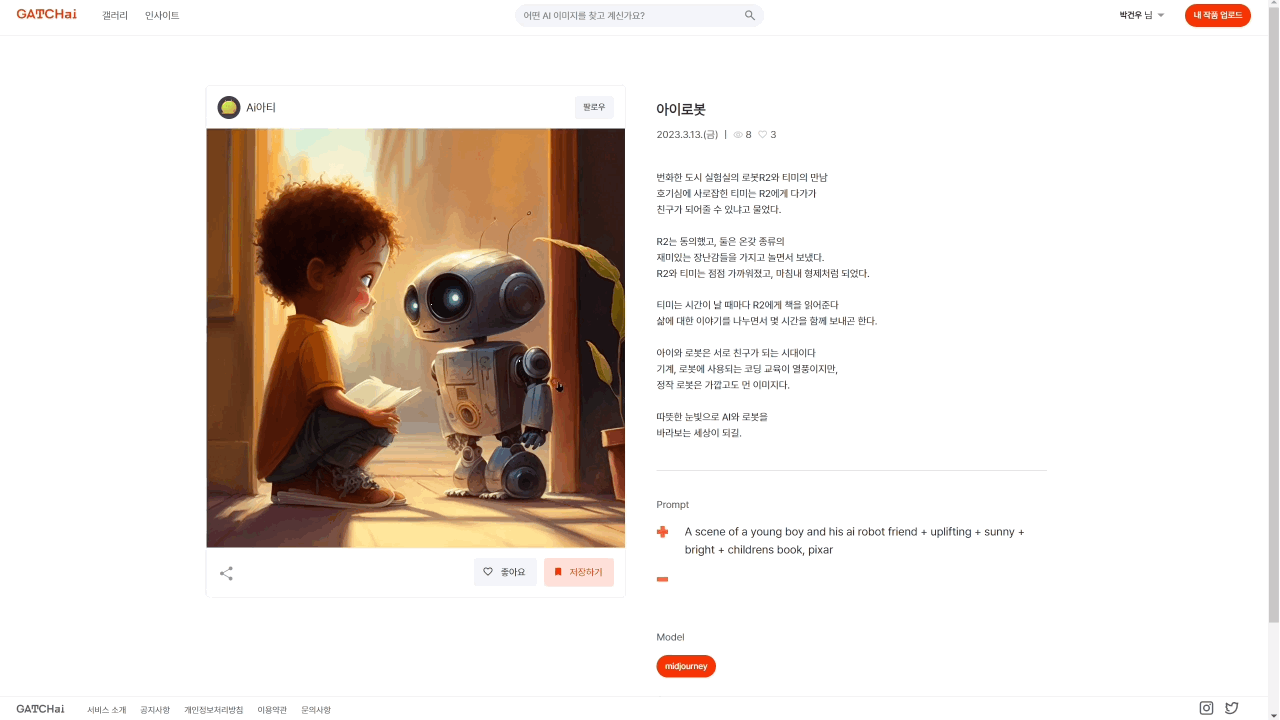 GATCHai
갤러리
인사이트
어떤 AI 이미지를 찾고 계신가요?
박건우 님
내 작품 업로드
Ai아티
팔로우
아이로봇
2023.3.13.(금) | 8 3
번화한 도시 실험실의 로봇R2와 티미의 만남
호기심에 사로잡힌 티미는 R2에게 다가가
친구가 되어줄 수 있냐고 물었다.
R2는 동의했고, 둘은 온갖 종류의
재미있는 장난감들을 가지고 놀면서 보냈다.
R2와 티미는 점점 가까워졌고, 마침내 형제처럼 되었다.
티미는 시간이 날 때마다 R2에게 책을 읽어준다
삶에 대한 이야기를 나누면서 몇 시간을 함께 보내곤 한다.
아이와 로봇은 서로 친구가 되는 시대이다
기계, 로봇에 사용되는 코딩 교육이 열풍이지만,
정작 로봇은 가깝고도 먼 이미지다.
따뜻한 눈빛으로 AI와 로봇을
바라보는 세상이 되길.
Prompt
A scene of a young boy and his ai robot friend + uplifting + sunny +
bright + childrens book, pixar
좋아요
저장하기
Model
midjourney
GATCHai
서비스 소개
공지사항
개인정보처리방침
이용약관
문의사항